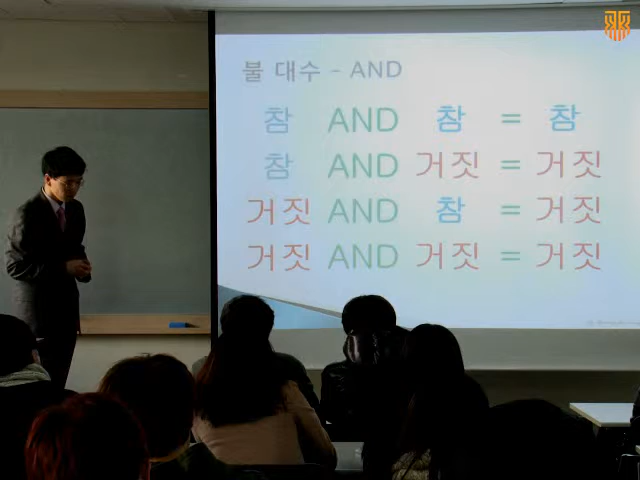 불 대수 - AND
참 AND 참 = 참
참 AND 거짓 = 거짓
거짓 AND 참 = 거짓
거짓 AND 거짓 = 거짓